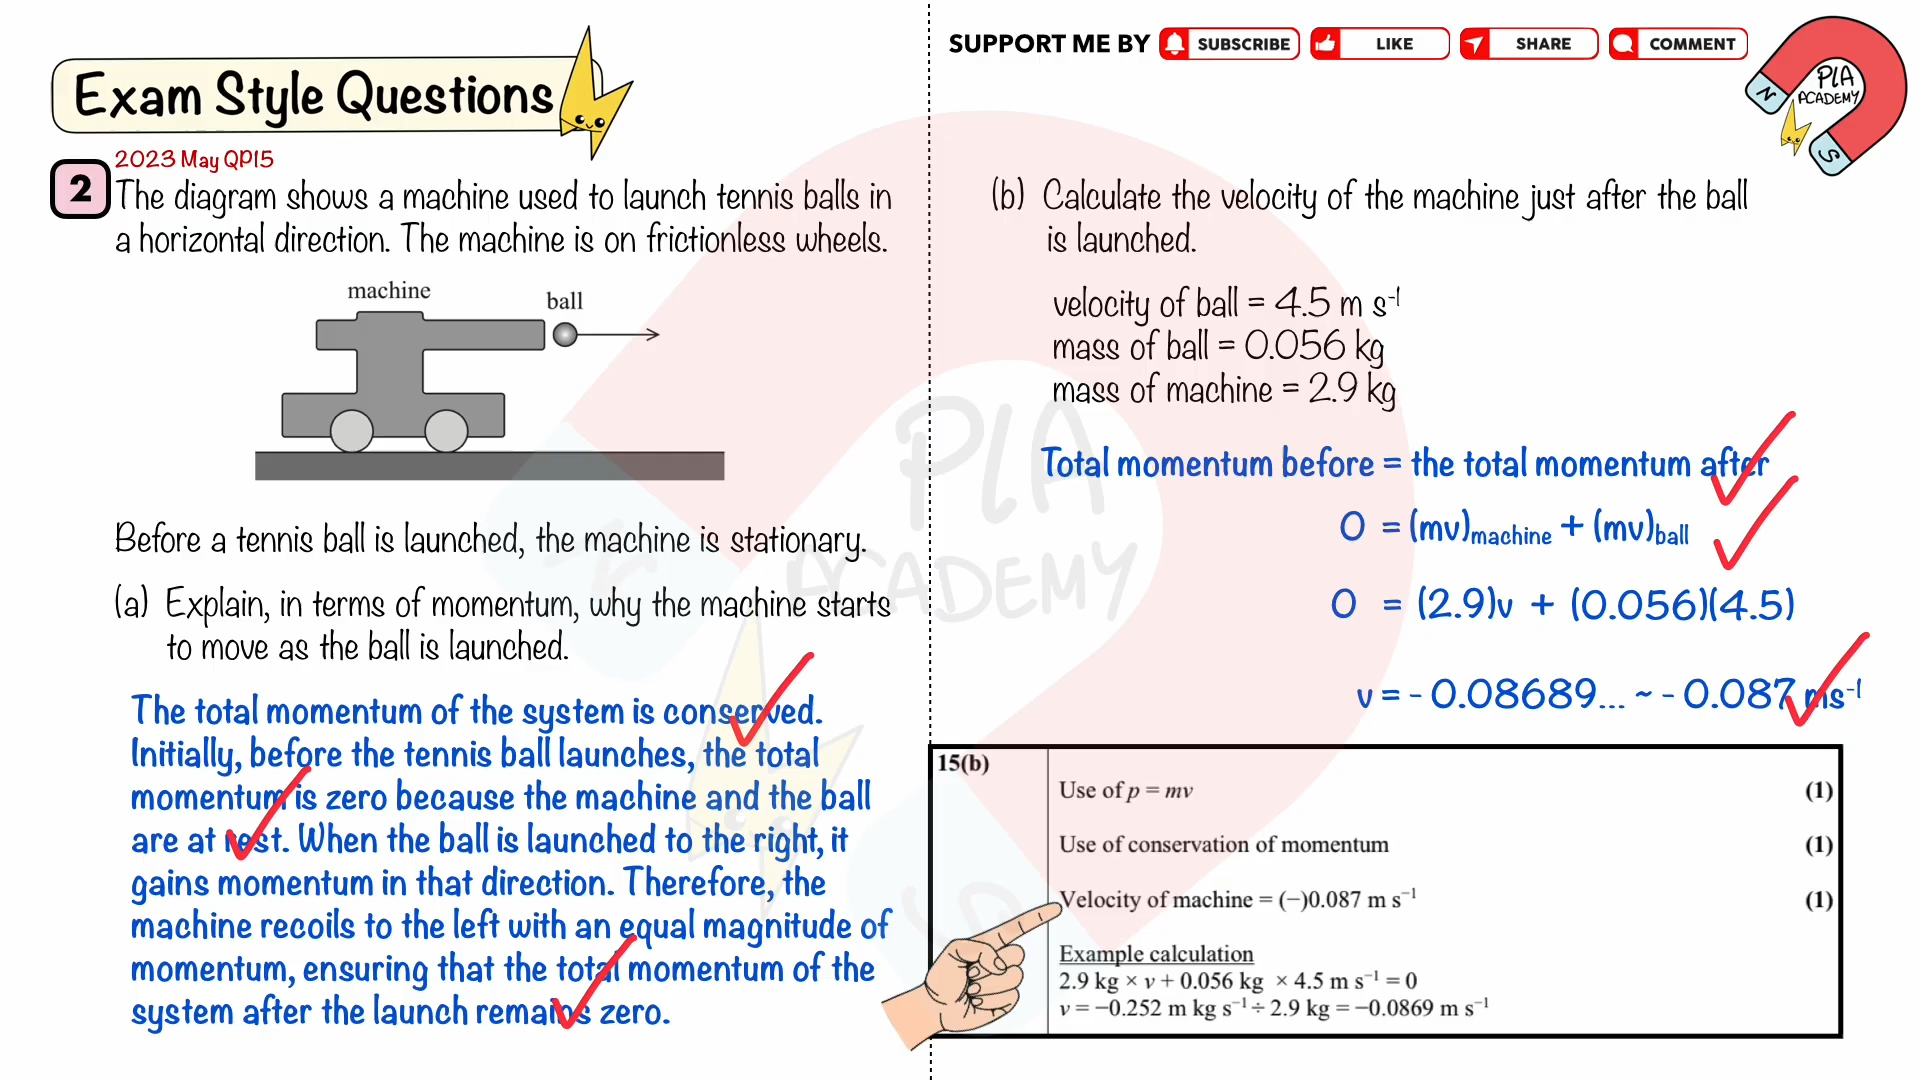 Exam Style Questions
SUPPORT ME BY
SUBSCRIBE
LIKE
SHARE
COMMENT
PLA
ACADEMY
N
S
2
2023 May QP15
The diagram shows a machine used to launch tennis balls in
a horizontal direction. The machine is on frictionless wheels.
machine
ball
Before a tennis ball is launched, the machine is stationary.
(a) Explain, in terms of momentum, why the machine starts
to move as the ball is launched.
The total momentum of the system is conserved.
Initially, before the tennis ball launches, the total
momentum is zero because the machine and the ball
are at rest. When the ball is launched to the right, it
gains momentum in that direction. Therefore, the
machine recoils to the left with an equal magnitude of
momentum, ensuring that the total momentum of the
system after the launch remains zero.
(b) Calculate the velocity of the machine just after the ball
is launched.
velocity of ball = 4.5 m s⁻¹
mass of ball = 0.056 kg
mass of machine = 2.9 kg
Total momentum before = the total momentum after
0 = (mv)machine + (mv)ball
0 = (2.9)v + (0.056)(4.5)
v = - 0.08689... ~ - 0.087 ms⁻¹
15(b)
Use of p = mv (1)
Use of conservation of momentum (1)
Velocity of machine = (−)0.087 m s⁻¹ (1)
Example calculation
2.9 kg × v + 0.056 kg × 4.5 m s⁻¹ = 0
v = −0.252 m kg s⁻¹ ÷ 2.9 kg = −0.0869 m s⁻¹
PLA
ACADEMY
N
S